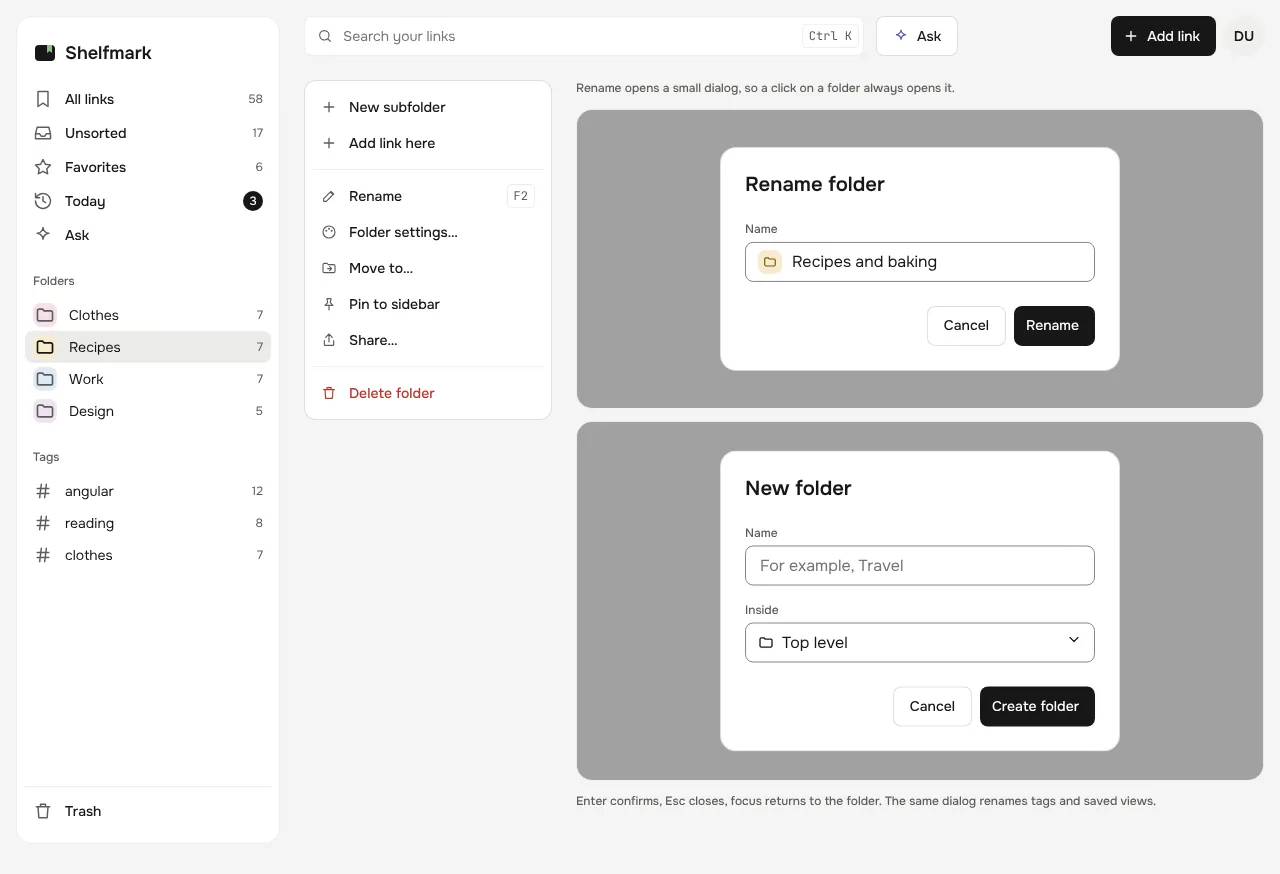 Shelfmark
All links 58
Unsorted 17
Favorites 6
Today 3
Ask
Folders
Clothes 7
Recipes 7
Work 7
Design 5
Tags
# angular 12
# reading 8
# clothes 7
Trash
Search your links Ctrl K
Ask
+ Add link
DU
+ New subfolder
+ Add link here
Rename F2
Folder settings...
Move to...
Pin to sidebar
Share...
Delete folder
Rename opens a small dialog, so a click on a folder always opens it.
Rename folder
Name
Recipes and baking
Cancel Rename
New folder
Name
For example, Travel
Inside
Top level
Cancel Create folder
Enter confirms, Esc closes, focus returns to the folder. The same dialog renames tags and saved views.